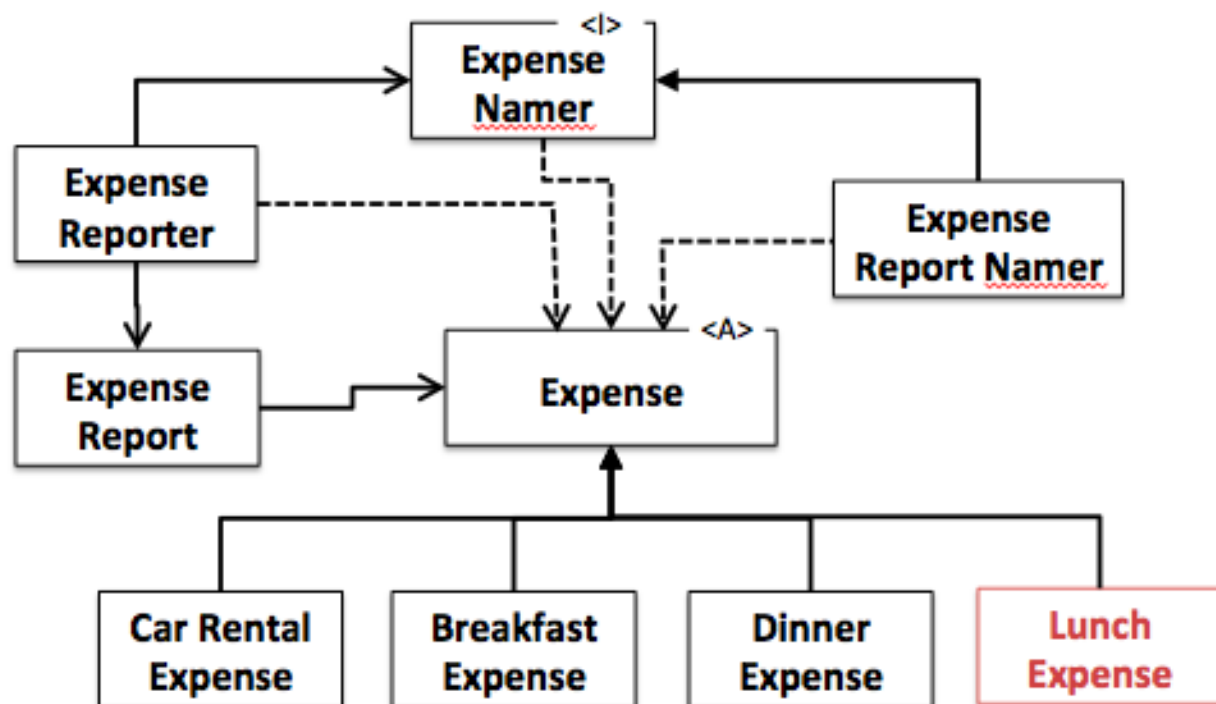 <I>
Expense
Namer
Expense
Reporter
Expense
Report Namer
<A>
Expense
Expense
Report
Car Rental
Expense
Breakfast
Expense
Dinner
Expense
Lunch
Expense